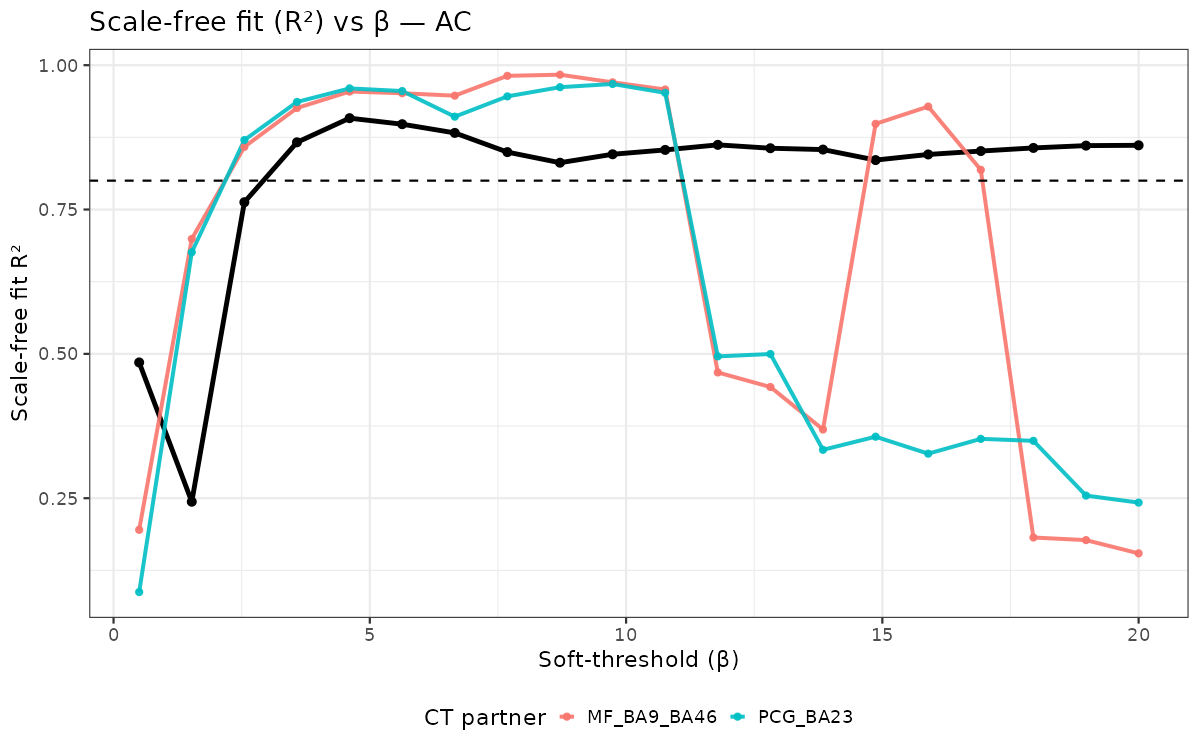 Scale-free fit (R²) vs β — AC
Scale-free fit R²
1.00
0.75
0.50
0.25
0
5
10
15
20
Soft-threshold (β)
CT partner
MF_BA9_BA46
PCG_BA23